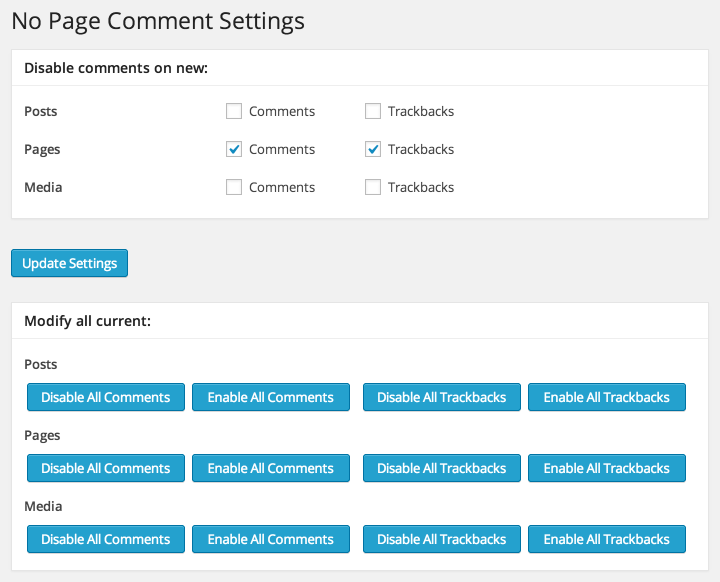 No Page Comment Settings
Disable comments on new:
Posts Comments Trackbacks
Pages Comments Trackbacks
Media Comments Trackbacks
Update Settings
Modify all current:
Posts
Disable All Comments Enable All Comments Disable All Trackbacks Enable All Trackbacks
Pages
Disable All Comments Enable All Comments Disable All Trackbacks Enable All Trackbacks
Media
Disable All Comments Enable All Comments Disable All Trackbacks Enable All Trackbacks